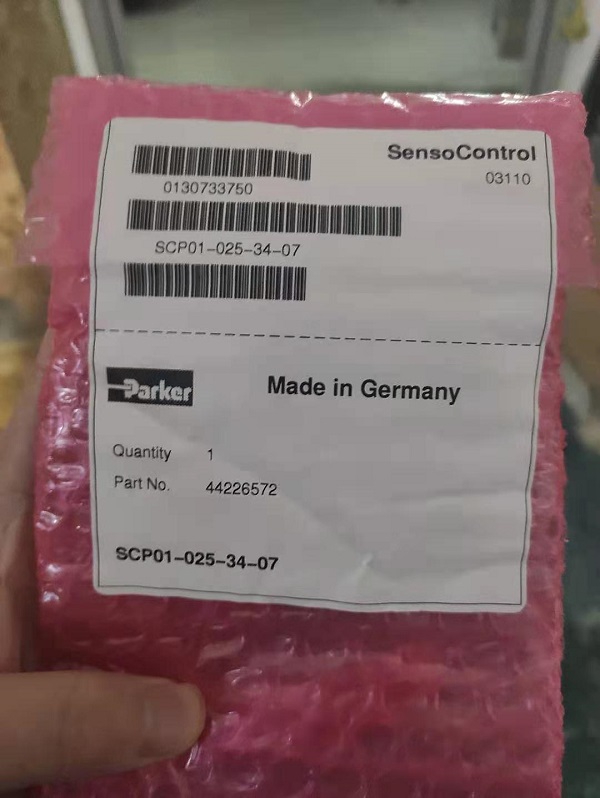 SensoControl
03110
0130733750
SCP01-025-34-07
Parker
Made in Germany
Quantity 1
Part No. 44226572
SCP01-025-34-07